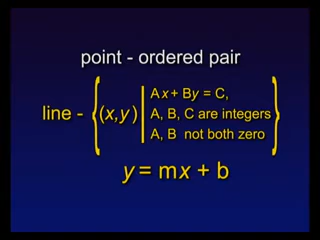 point - ordered pair
line - {(x,y)| Ax + By = C,
A, B, C are integers
A, B not both zero}
y = mx + b